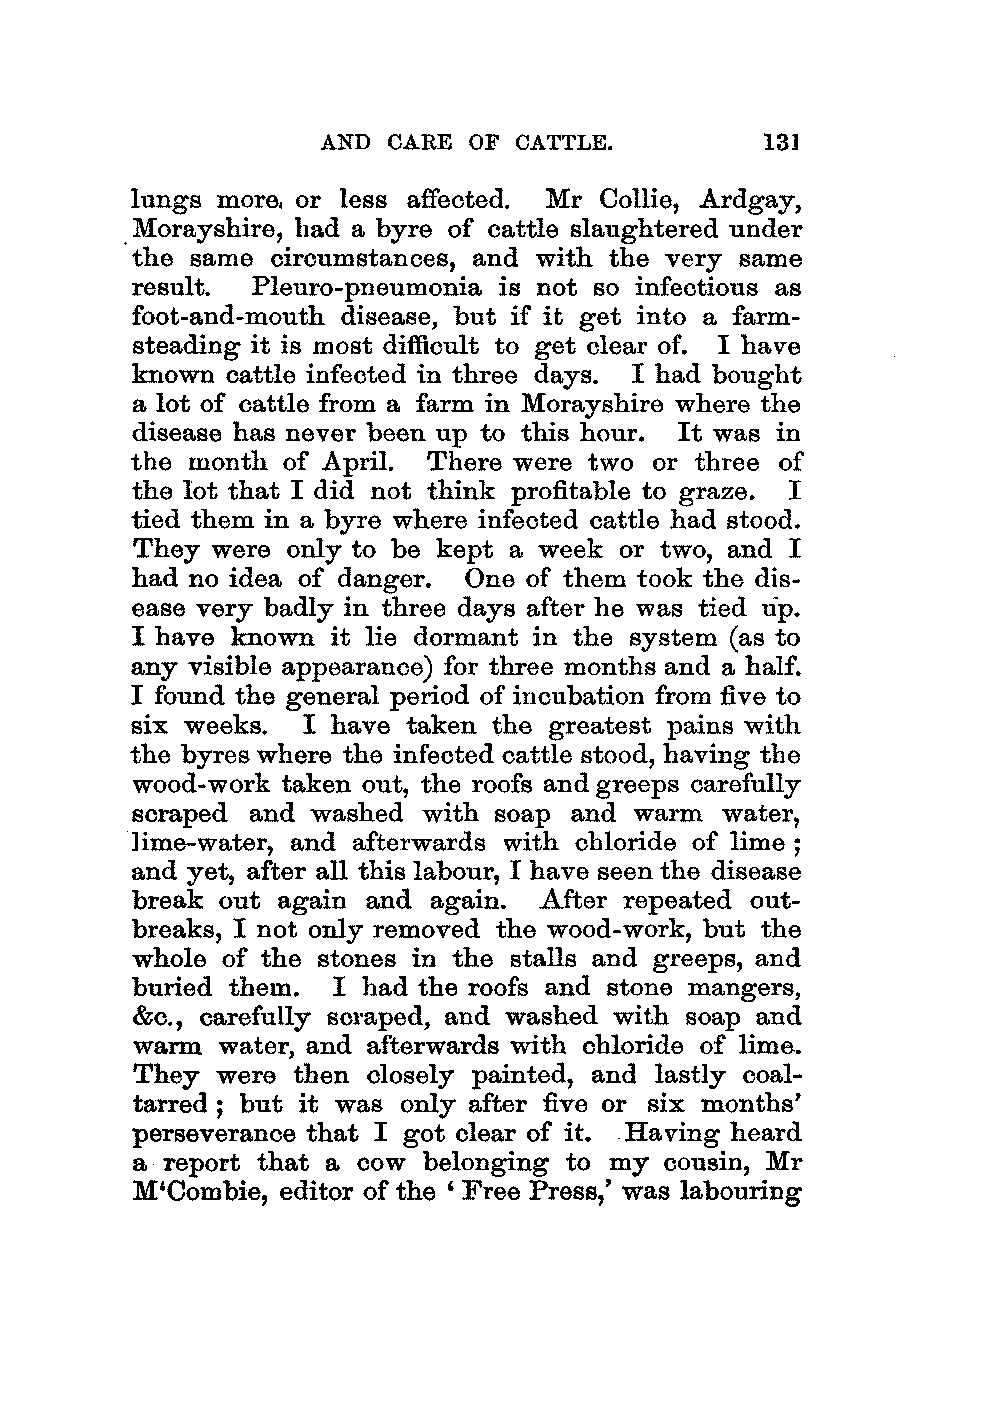 AND CARE OF CATTLE. 131
lungs more or less affected. Mr Collie, Ardgay,
Morayshire, had a byre of cattle slaughtered under
the same circumstances, and with the very same
result. Pleuro-pneumonia is not so infectious as
foot-and-mouth disease, but if it get into a farm-
steading it is most difficult to get clear of. I have
known cattle infected in three days. I had bought
a lot of cattle from a farm in Morayshire where the
disease has never been up to this hour. It was in
the month of April. There were two or three of
the lot that I did not think profitable to graze. I
tied them in a byre where infected cattle had stood.
They were only to be kept a week or two, and I
had no idea of danger. One of them took the dis-
ease very badly in three days after he was tied up.
I have known it lie dormant in the system (as to
any visible appearance) for three months and a half.
I found the general period of incubation from five to
six weeks. I have taken the greatest pains with
the byres where the infected cattle stood, having the
wood-work taken out, the roofs and greeps carefully
scraped and washed with soap and warm water,
lime-water, and afterwards with chloride of lime ;
and yet, after all this labour, I have seen the disease
break out again and again. After repeated out-
breaks, I not only removed the wood-work, but the
whole of the stones in the stalls and greeps, and
buried them. I had the roofs and stone mangers,
&c., carefully scraped, and washed with soap and
warm water, and afterwards with chloride of lime.
They were then closely painted, and lastly coal-
tarred ; but it was only after five or six months'
perseverance that I got clear of it. Having heard
a report that a cow belonging to my cousin, Mr
M‘Combie, editor of the ‘ Free Press,’ was labouring